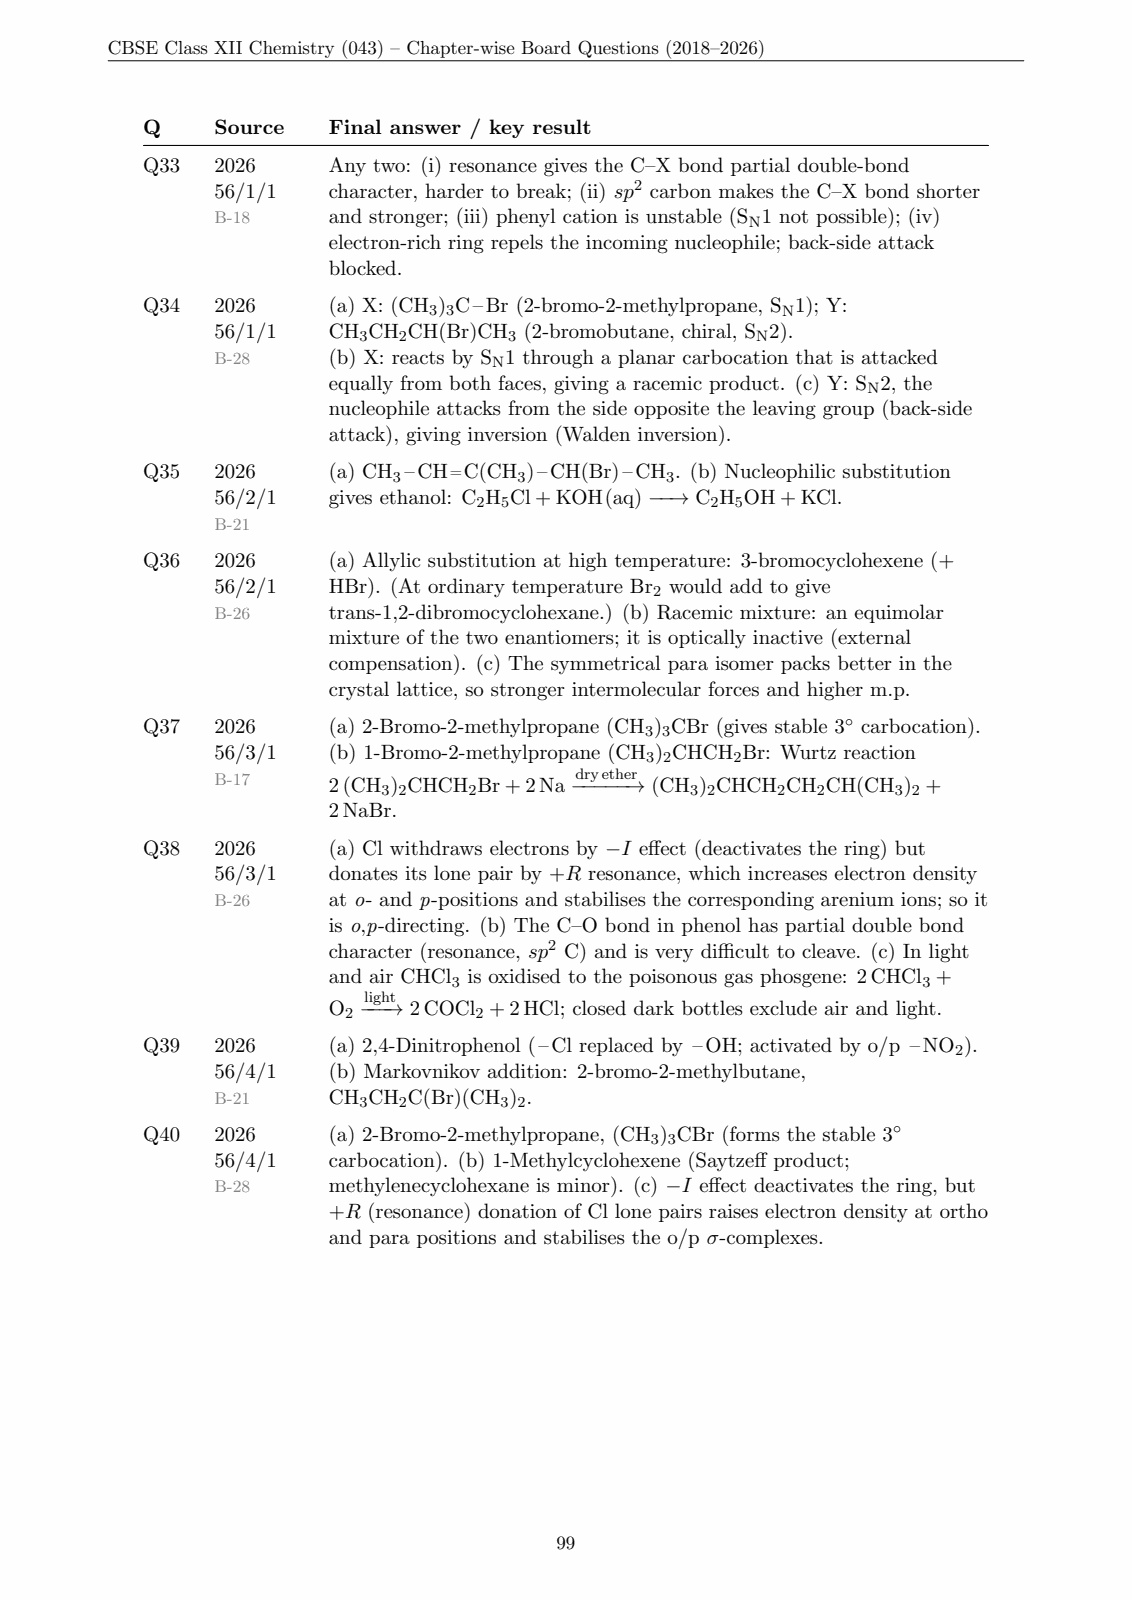 CBSE Class XII Chemistry (043) – Chapter-wise Board Questions (2018–2026)
Q Source Final answer / key result
Q33 2026 Any two: (i) resonance gives the C–X bond partial double-bond
56/1/1 character, harder to break; (ii) sp² carbon makes the C–X bond shorter
B-18 and stronger; (iii) phenyl cation is unstable (S_N1 not possible); (iv)
electron-rich ring repels the incoming nucleophile; back-side attack
blocked.
Q34 2026 (a) X: (CH₃)₃C–Br (2-bromo-2-methylpropane, S_N1); Y:
56/1/1 CH₃CH₂CH(Br)CH₃ (2-bromobutane, chiral, S_N2).
B-28 (b) X: reacts by S_N1 through a planar carbocation that is attacked
equally from both faces, giving a racemic product. (c) Y: S_N2, the
nucleophile attacks from the side opposite the leaving group (back-side
attack), giving inversion (Walden inversion).
Q35 2026 (a) CH₃–CH=C(CH₃)–CH(Br)–CH₃. (b) Nucleophilic substitution
56/2/1 gives ethanol: C₂H₅Cl + KOH(aq) ⟶ C₂H₅OH + KCl.
B-21
Q36 2026 (a) Allylic substitution at high temperature: 3-bromocyclohexene (+
56/2/1 HBr). (At ordinary temperature Br₂ would add to give
B-26 trans-1,2-dibromocyclohexane.) (b) Racemic mixture: an equimolar
mixture of the two enantiomers; it is optically inactive (external
compensation). (c) The symmetrical para isomer packs better in the
crystal lattice, so stronger intermolecular forces and higher m.p.
Q37 2026 (a) 2-Bromo-2-methylpropane (CH₃)₃CBr (gives stable 3° carbocation).
56/3/1 (b) 1-Bromo-2-methylpropane (CH₃)₂CHCH₂Br: Wurtz reaction
B-17 2 (CH₃)₂CHCH₂Br + 2 Na —dry ether→ (CH₃)₂CHCH₂CH₂CH(CH₃)₂ +
2 NaBr.
Q38 2026 (a) Cl withdraws electrons by −I effect (deactivates the ring) but
56/3/1 donates its lone pair by +R resonance, which increases electron density
B-26 at o- and p-positions and stabilises the corresponding arenium ions; so it
is o,p-directing. (b) The C–O bond in phenol has partial double bond
character (resonance, sp² C) and is very difficult to cleave. (c) In light
and air CHCl₃ is oxidised to the poisonous gas phosgene: 2 CHCl₃ +
O₂ —light→ 2 COCl₂ + 2 HCl; closed dark bottles exclude air and light.
Q39 2026 (a) 2,4-Dinitrophenol (–Cl replaced by –OH; activated by o/p –NO₂).
56/4/1 (b) Markovnikov addition: 2-bromo-2-methylbutane,
B-21 CH₃CH₂C(Br)(CH₃)₂.
Q40 2026 (a) 2-Bromo-2-methylpropane, (CH₃)₃CBr (forms the stable 3°
56/4/1 carbocation). (b) 1-Methylcyclohexene (Saytzeff product;
B-28 methylenecyclohexane is minor). (c) −I effect deactivates the ring, but
+R (resonance) donation of Cl lone pairs raises electron density at ortho
and para positions and stabilises the o/p σ-complexes.
99